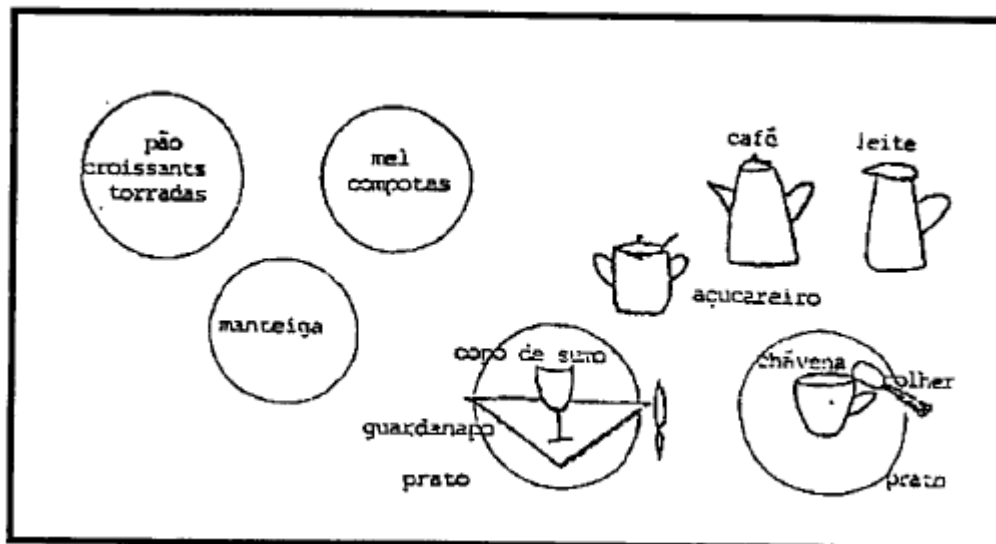 pão
croissants
torradas
mel
compotas
café
leite
açucareiro
manteiga
copo de sumo
chávena
colher
guardanapo
prato
prato